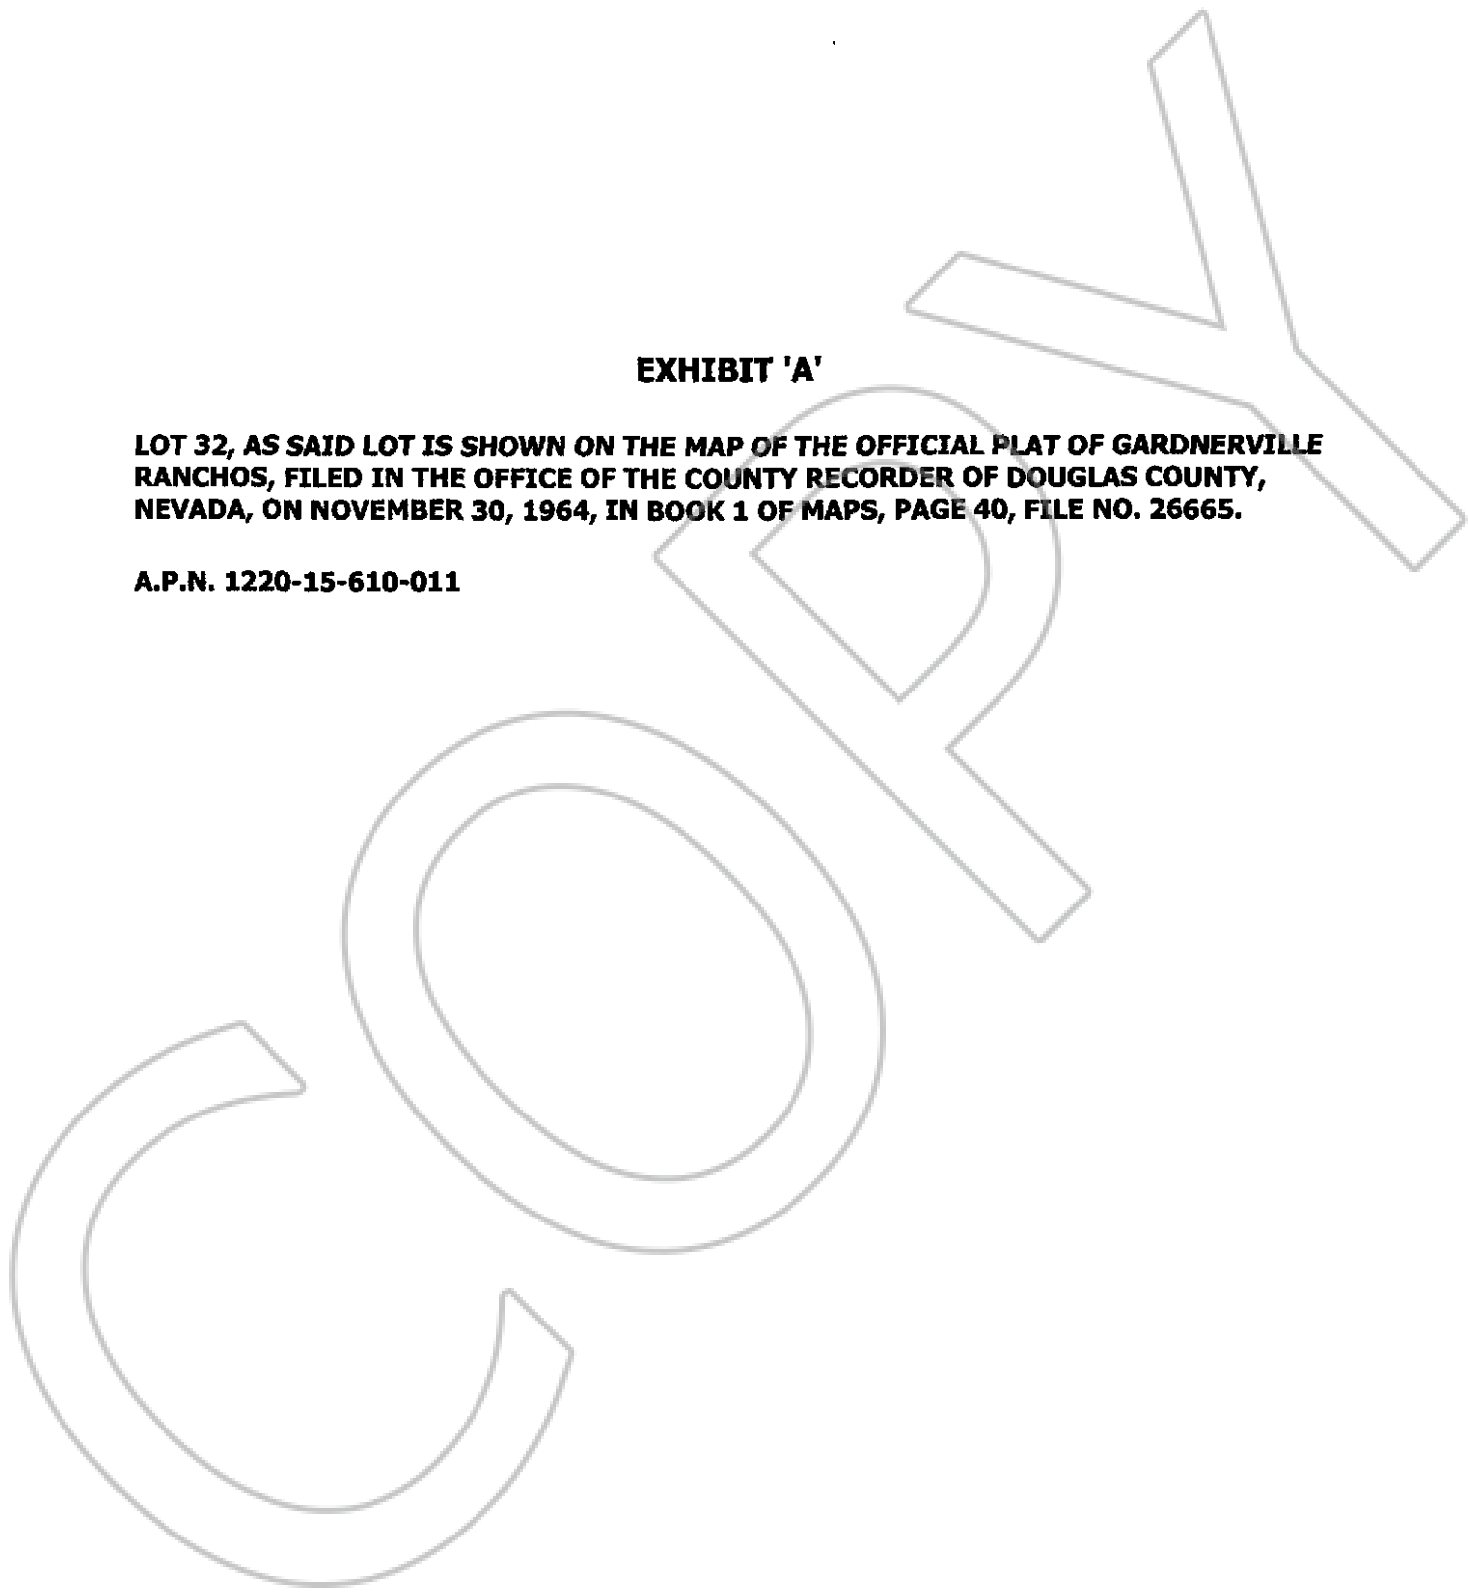 EXHIBIT 'A'
LOT 32, AS SAID LOT IS SHOWN ON THE MAP OF THE OFFICIAL PLAT OF GARDNERVILLE
RANCHOS, FILED IN THE OFFICE OF THE COUNTY RECORDER OF DOUGLAS COUNTY,
NEVADA, ON NOVEMBER 30, 1964, IN BOOK 1 OF MAPS, PAGE 40, FILE NO. 26665.
A.P.N. 1220-15-610-011
COPY